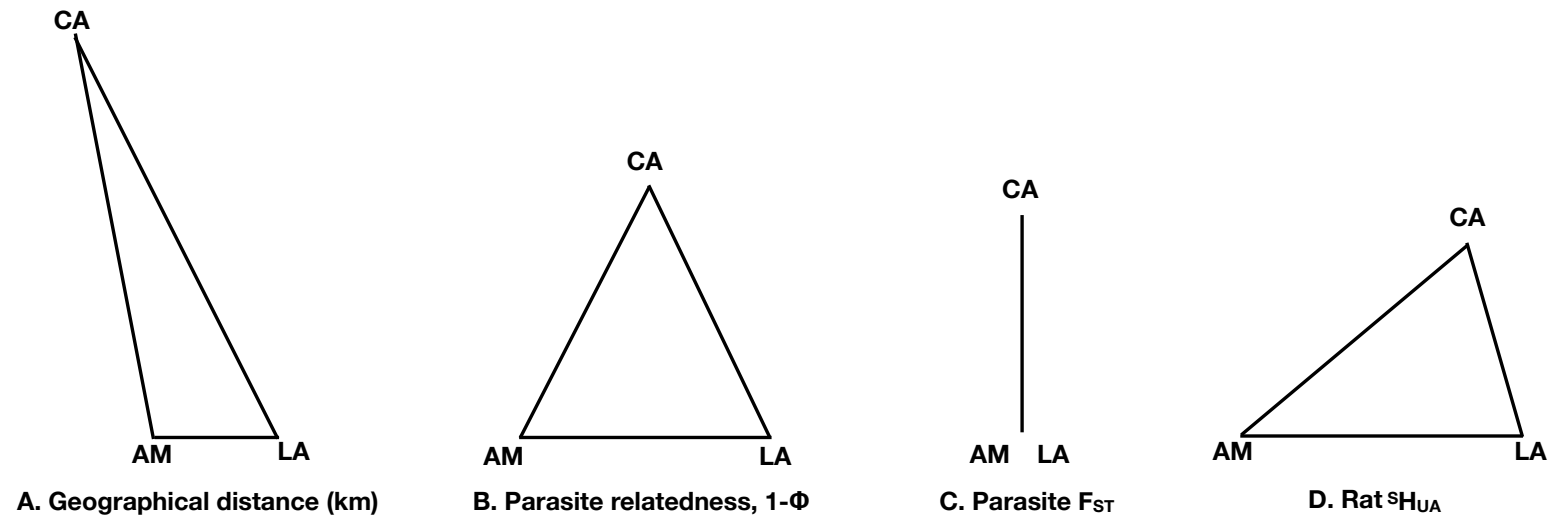 CA
AM LA
A. Geographical distance (km)
CA
AM LA
B. Parasite relatedness, 1-Φ
CA
AM LA
C. Parasite FST
CA
AM LA
D. Rat SHUA